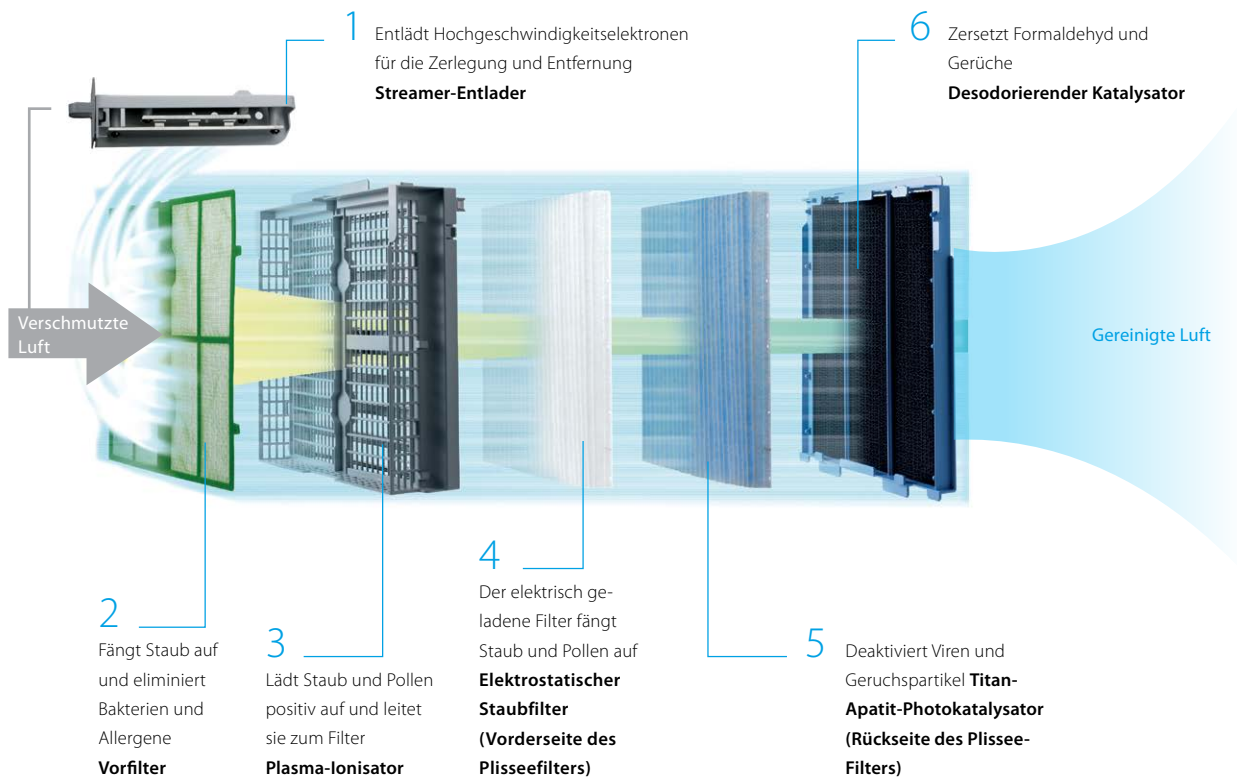 1
Entlädt Hochgeschwindigkeitselektronen
für die Zerlegung und Entfernung
Streamer-Entlader
6
Zersetzt Formaldehyd und
Gerüche
Desodorierender Katalysator
Verschmutzte
Luft
Gereinigte Luft
2
Fängt Staub auf
und eliminiert
Bakterien und
Allergene
Vorfilter
3
Lädt Staub und Pollen
positiv auf und leitet
sie zum Filter
Plasma-Ionisator
4
Der elektrisch ge-
ladene Filter fängt
Staub und Pollen auf
Elektrostatischer
Staubfilter
(Vorderseite des
Plisseefilters)
5
Deaktiviert Viren und
Geruchspartikel Titan-
Apatit-Photokatalysator
(Rückseite des Plissee-
Filters)